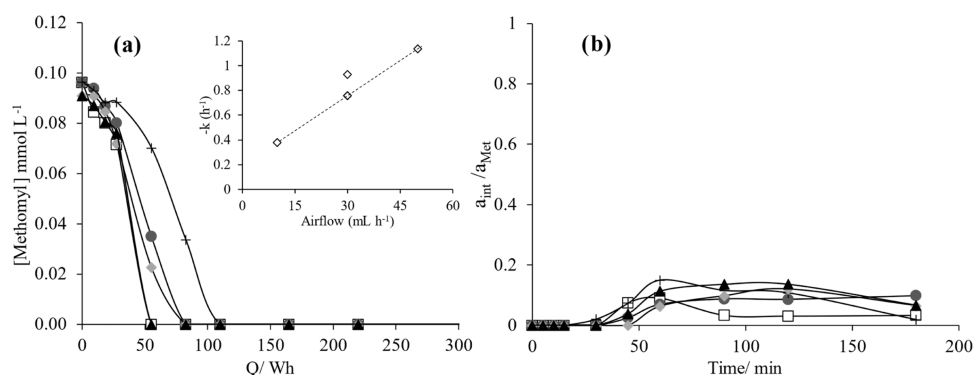 (a)
[Methomyl] mmol L-1
0.12
0.10
0.08
0.06
0.04
0.02
0.00
0 50 100 150 200 250 300
Q/ Wh
-k (h-1)
1.2
1
0.8
0.6
0.4
0.2
0
0 15 30 45 60
Airflow (mL h-1)
(b)
aint /aMet
1
0.8
0.6
0.4
0.2
0
0 50 100 150 200
Time/ min